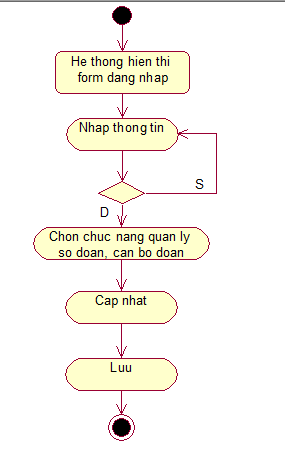 He thong hien thi
form dang nhap
Nhap thong tin
S
D
Chon chuc nang quan ly
so doan, can bo doan
Cap nhat
Luu